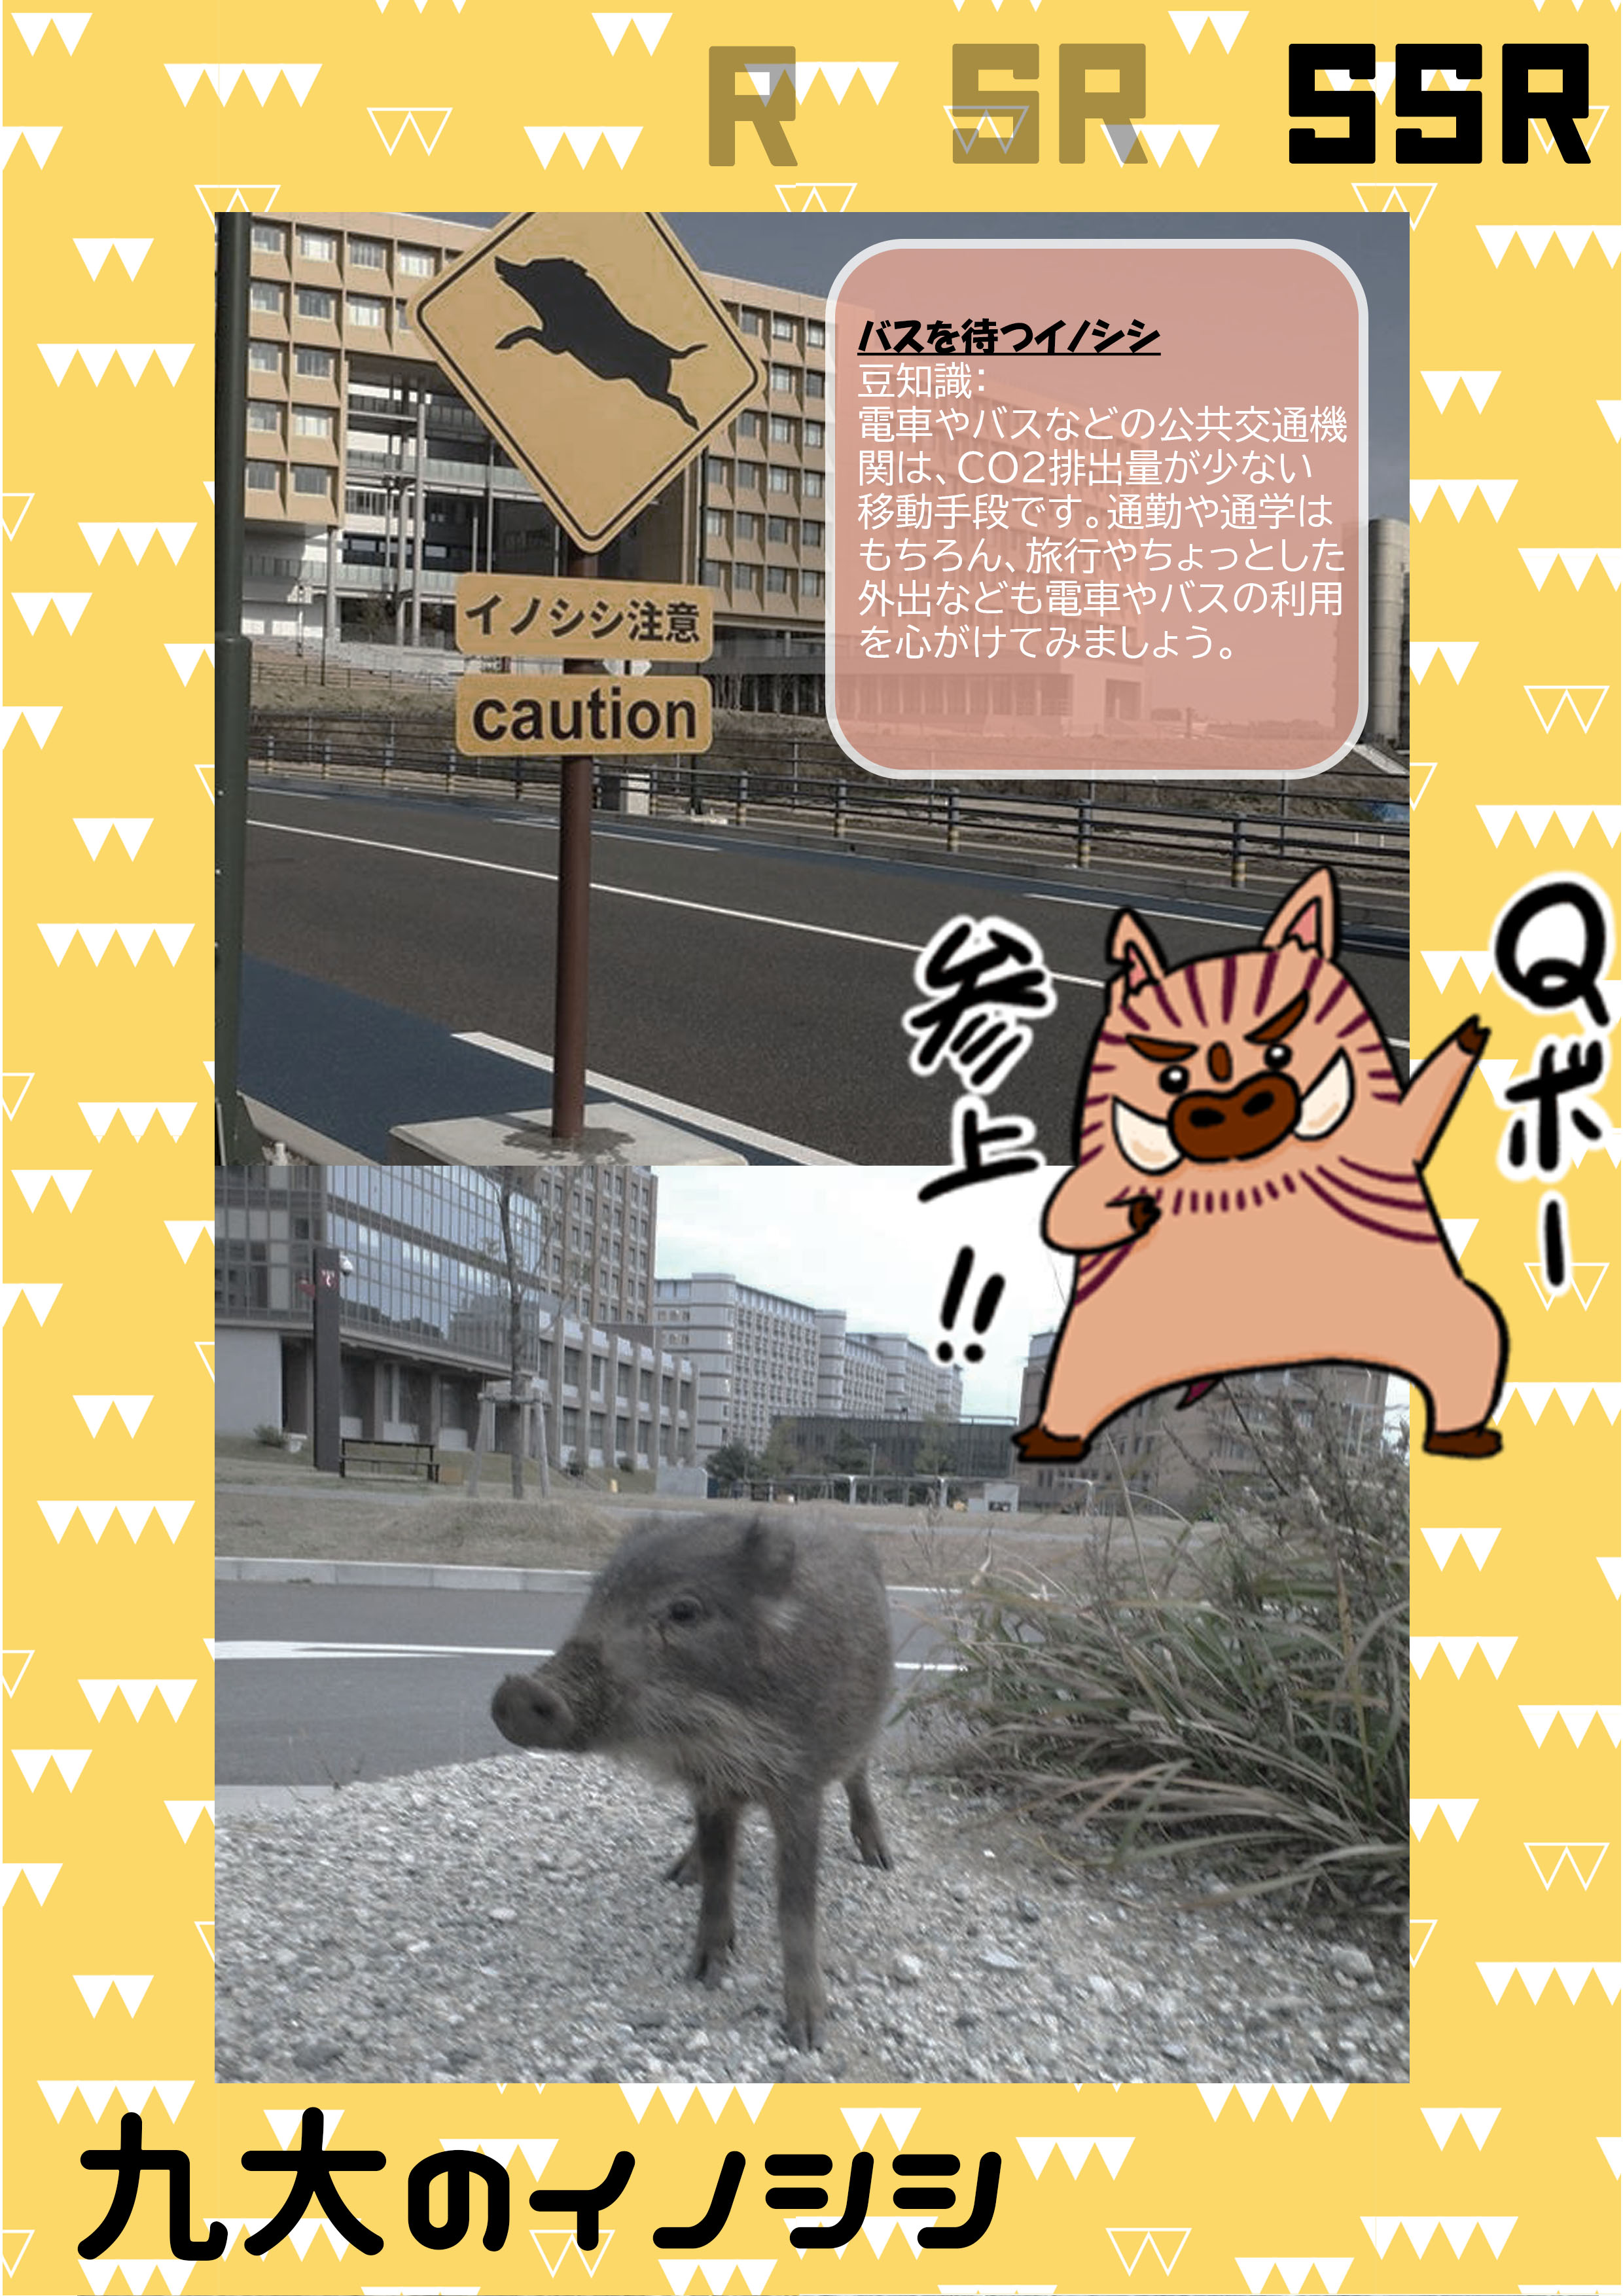 R SR SSR
バスを待つイノシシ
豆知識：
電車やバスなどの公共交通機
関は、CO2排出量が少ない
移動手段です。通勤や通学は
もちろん、旅行やちょっとした
外出なども電車やバスの利用
を心がけてみましょう。
イノシシ注意
caution
Qボー
参上!!
九大のイノシシ